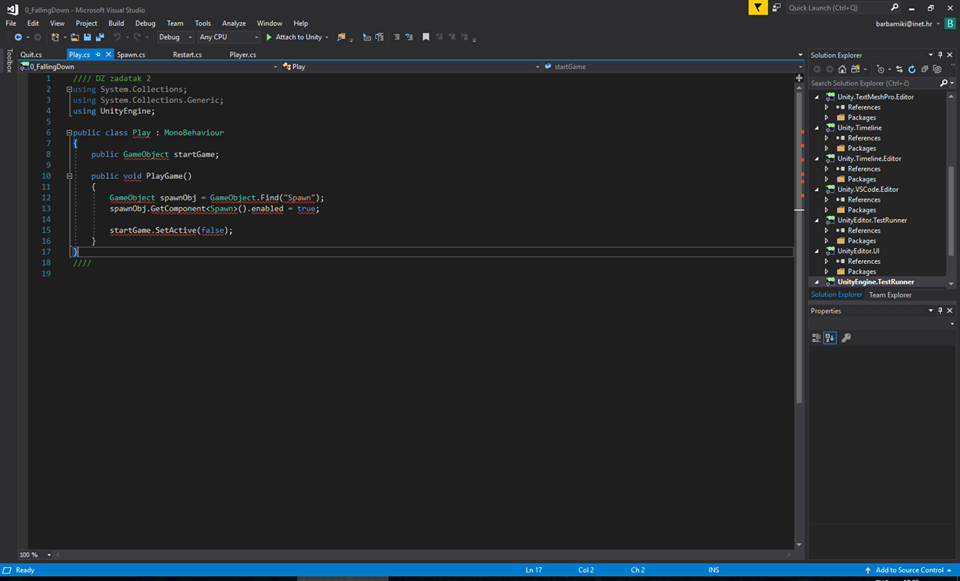 0_FallingDown - Microsoft Visual Studio
Quick Launch (Ctrl+Q)
File Edit View Project Build Debug Team Tools Analyze Window Help
barbamiki@inet.hr B
Debug Any CPU Attach to Unity
Toolbox
Quit.cs Play.cs Spawn.cs Restart.cs Player.cs
0_FallingDown Play startGame
1 //// DZ zadatak 2
2 using System.Collections;
3 using System.Collections.Generic;
4 using UnityEngine;
5
6 public class Play : MonoBehaviour
7 {
8 public GameObject startGame;
9
10 public void PlayGame()
11 {
12 GameObject spawnObj = GameObject.Find("Spawn");
13 spawnObj.GetComponent<Spawn>().enabled = true;
14
15 startGame.SetActive(false);
16 }
17 }
18 ////
19
100 %
Solution Explorer
Search Solution Explorer (Ctrl+č)
Unity.TextMeshPro.Editor
References
Packages
Unity.Timeline
References
Packages
Unity.Timeline.Editor
References
Packages
Unity.VSCode.Editor
References
Packages
UnityEditor.TestRunner
References
Packages
UnityEditor.UI
References
Packages
UnityEngine.TestRunner
Solution Explorer Team Explorer
Properties
Ready Ln 17 Col 2 Ch 2 INS Add to Source Control